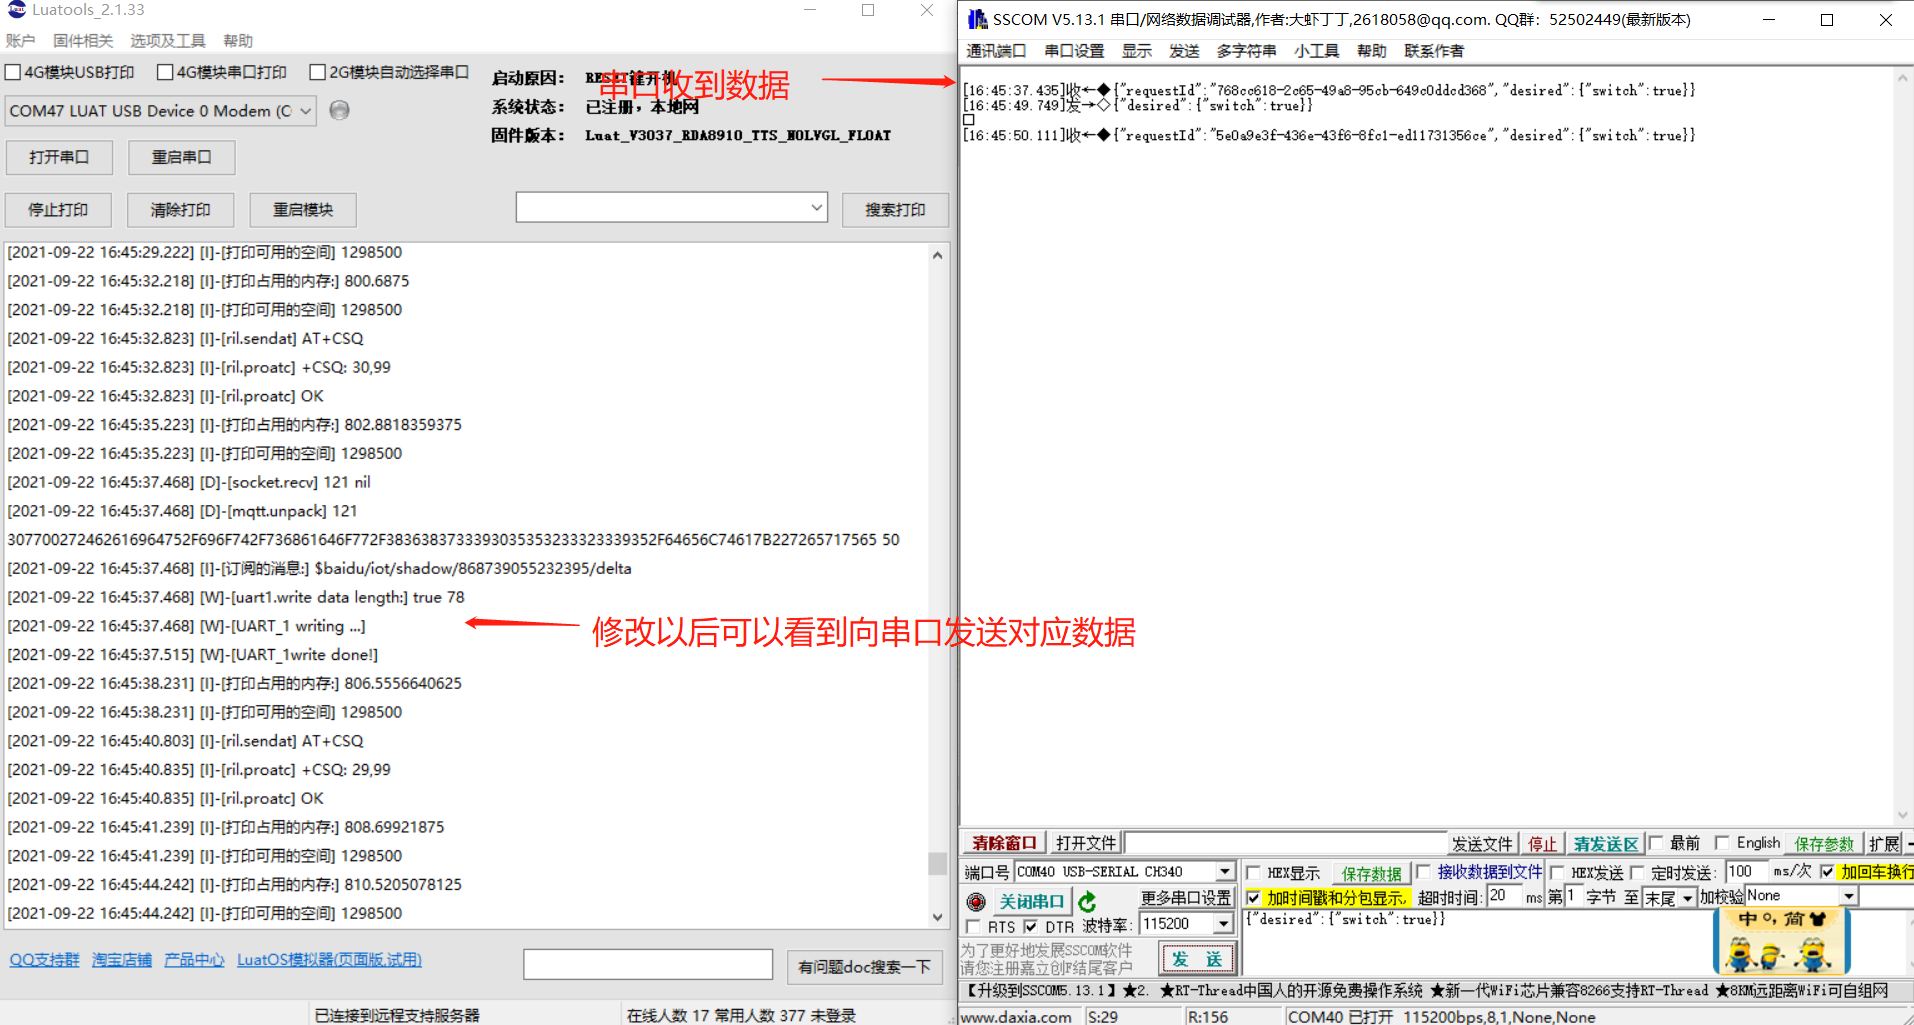 Luatools_2.1.33
账户 固件相关 选项及工具 帮助
4G模块USB打印 4G模块串口打印 2G模块自动选择串口
COM47 LUAT USB Device 0 Modem (C
打开串口 重启串口
启动原因： RESET键开机
系统状态： 已注册，本地网
固件版本： Luat_V3037_RDA8910_TTS_NOLVGL_FLOAT
串口收到数据
停止打印 清除打印 重启模块 搜索打印
[2021-09-22 16:45:29.222] [I]-[打印可用的空间] 1298500
[2021-09-22 16:45:32.218] [I]-[打印占用的内存:] 800.6875
[2021-09-22 16:45:32.218] [I]-[打印可用的空间] 1298500
[2021-09-22 16:45:32.823] [I]-[ril.sendat] AT+CSQ
[2021-09-22 16:45:32.823] [I]-[ril.proatc] +CSQ: 30,99
[2021-09-22 16:45:32.823] [I]-[ril.proatc] OK
[2021-09-22 16:45:35.223] [I]-[打印占用的内存:] 802.8818359375
[2021-09-22 16:45:35.223] [I]-[打印可用的空间] 1298500
[2021-09-22 16:45:37.468] [D]-[socket.recv] 121 nil
[2021-09-22 16:45:37.468] [D]-[mqtt.unpack] 121
307700272462616964752F696F742F736861646F772F3836383733393035353233323339352F64656C74617B227265717565 50
[2021-09-22 16:45:37.468] [I]-[订阅的消息:] $baidu/iot/shadow/868739055232395/delta
[2021-09-22 16:45:37.468] [W]-[uart1.write data length:] true 78
[2021-09-22 16:45:37.468] [W]-[UART_1 writing ...]
修改以后可以看到向串口发送对应数据
[2021-09-22 16:45:37.515] [W]-[UART_1write done!]
[2021-09-22 16:45:38.231] [I]-[打印占用的内存:] 806.5556640625
[2021-09-22 16:45:38.231] [I]-[打印可用的空间] 1298500
[2021-09-22 16:45:40.803] [I]-[ril.sendat] AT+CSQ
[2021-09-22 16:45:40.835] [I]-[ril.proatc] +CSQ: 29,99
[2021-09-22 16:45:40.835] [I]-[ril.proatc] OK
[2021-09-22 16:45:41.239] [I]-[打印占用的内存:] 808.69921875
[2021-09-22 16:45:41.239] [I]-[打印可用的空间] 1298500
[2021-09-22 16:45:44.242] [I]-[打印占用的内存:] 810.5205078125
[2021-09-22 16:45:44.242] [I]-[打印可用的空间] 1298500
QQ支持群 淘宝店铺 产品中心 LuatOS模拟器(页面版,试用) 有问题doc搜索一下
已连接到远程支持服务器 在线人数 17 常用人数 377 未登录
SSCOM V5.13.1 串口/网络数据调试器,作者:大虾丁丁,2618058@qq.com. QQ群：52502449(最新版本)
通讯端口 串口设置 显示 发送 多字符串 小工具 帮助 联系作者
[16:45:37.435]收←◆{"requestId":"768cc618-2c65-49a8-95cb-649c0ddcd368","desired":{"switch":true}}
[16:45:49.749]发→◇{"desired":{"switch":true}}
□
[16:45:50.111]收←◆{"requestId":"5e0a9e3f-436e-43f6-8fc1-ed11731356ce","desired":{"switch":true}}
清除窗口 打开文件 发送文件 停止 清发送区 最前 English 保存参数 扩展
端口号 COM40 USB-SERIAL CH340 HEX显示 保存数据 接收数据到文件 HEX发送 定时发送: 100 ms/次 加回车换行
关闭串口 更多串口设置 加时间戳和分包显示, 超时时间: 20 ms 第 1 字节 至 末尾 加校验 None
RTS DTR 波特率: 115200 {"desired":{"switch":true}}
中 简
为了更好地发展SSCOM软件
请您注册嘉立创F结尾客户 发 送
【升级到SSCOM5.13.1】★2. ★RT-Thread中国人的开源免费操作系统 ★新一代WiFi芯片兼容8266支持RT-Thread ★8KM远距离WiFi可自组网
www.daxia.com S:29 R:156 COM40 已打开 115200bps,8,1,None,None